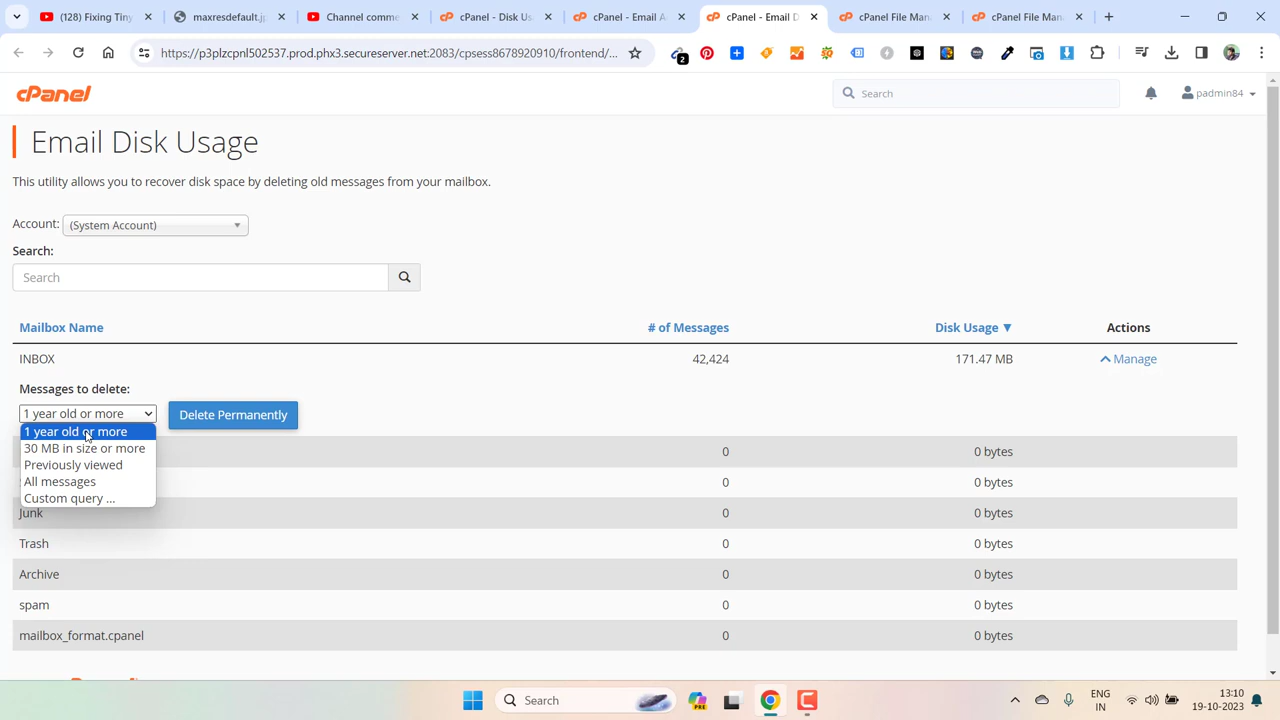 (128) Fixing Tiny
maxresdefault.j
Channel comme
cPanel - Disk Us
cPanel - Email A
cPanel - Email D
cPanel File Man
cPanel File Man
https://p3plzcpnl502537.prod.phx3.secureserver.net:2083/cpsess8678920910/frontend/...
2
cPanel
Search
padmin84
Email Disk Usage
This utility allows you to recover disk space by deleting old messages from your mailbox.
Account: (System Account)
Search:
Search
Mailbox Name # of Messages Disk Usage ▼ Actions
INBOX 42,424 171.47 MB Manage
Messages to delete:
1 year old or more Delete Permanently
1 year old or more
30 MB in size or more
Previously viewed
All messages
Custom query ...
0 0 bytes
0 0 bytes
Junk 0 0 bytes
Trash 0 0 bytes
Archive 0 0 bytes
spam 0 0 bytes
mailbox_format.cpanel 0 0 bytes
Search
PRE
ENG
IN
13:10
19-10-2023